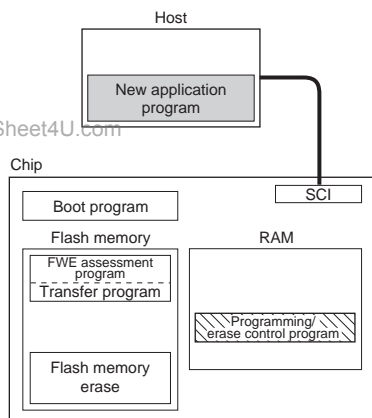 Host
New application
program
Sheet4U.com
Chip
SCI
Boot program
Flash memory
RAM
FWE assessment
program
Transfer program
Programming/
erase control program
Flash memory
erase